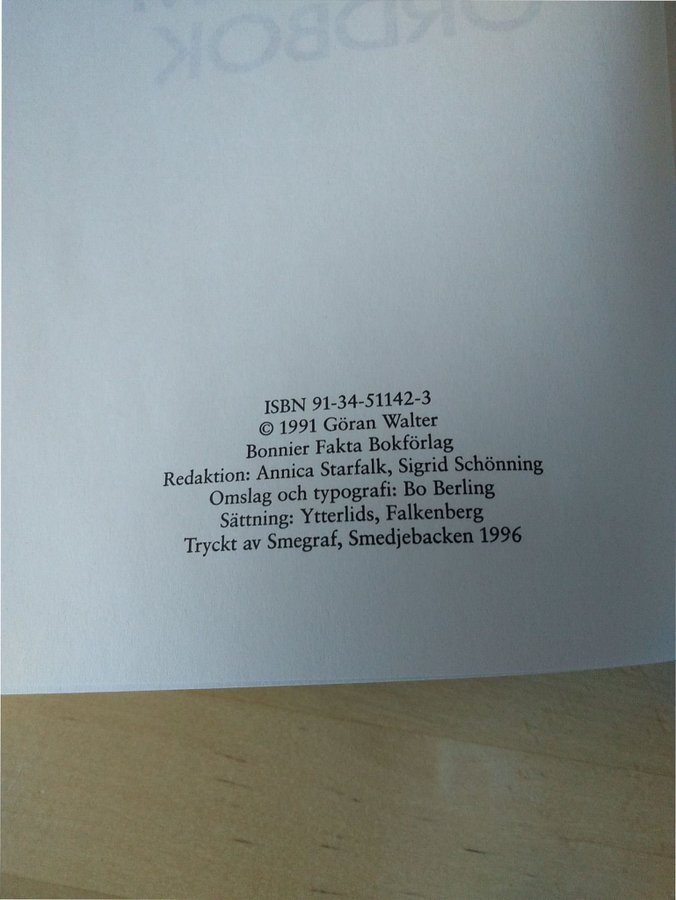 ORDBOK
ISBN 91-34-51142-3
© 1991 Göran Walter
Bonnier Fakta Bokförlag
Redaktion: Annica Starfalk, Sigrid Schönning
Omslag och typografi: Bo Berling
Sättning: Ytterlids, Falkenberg
Tryckt av Smegraf, Smedjebacken 1996